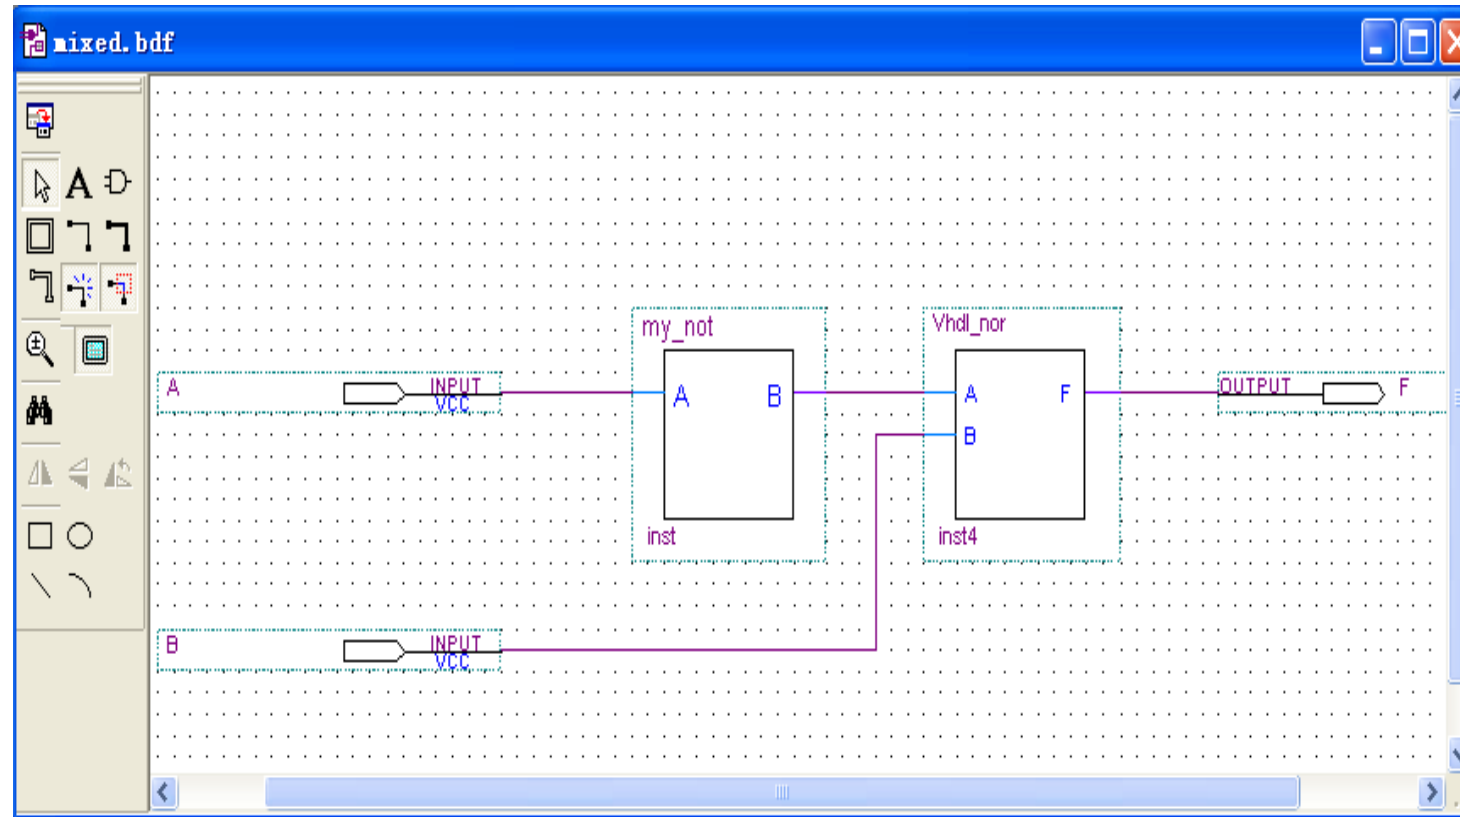 mixed.bdf
A
my_not
Vhdl_nor
A
INPUT
VCC
A
B
A
F
B
OUTPUT
F
inst
inst4
B
INPUT
VCC